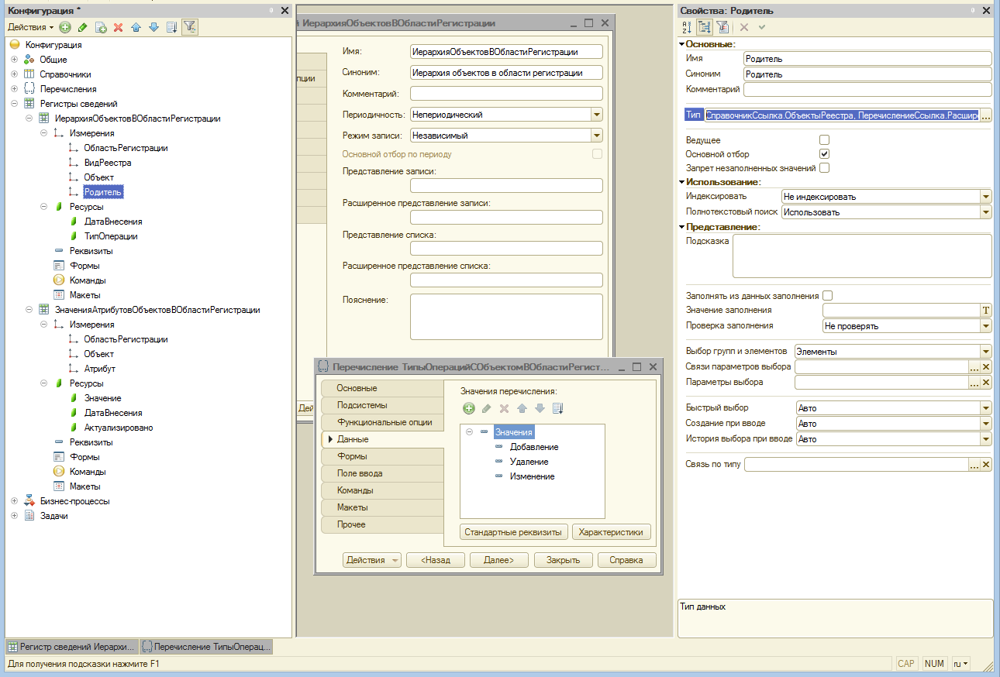 Конфигурация *
Действия
Конфигурация
Общие
Справочники
Перечисления
Регистры сведений
ИерархияОбъектовВОбластиРегистрации
Измерения
ОбластьРегистрации
ВидРеестра
Объект
Родитель
Ресурсы
ДатаВнесения
ТипОперации
Реквизиты
Формы
Команды
Макеты
ЗначенияАтрибутовОбъектовВОбластиРегистрации
Измерения
ОбластьРегистрации
Объект
Атрибут
Ресурсы
Значение
ДатаВнесения
Актуализировано
Реквизиты
Формы
Команды
Макеты
Бизнес-процессы
Задачи
ИерархияОбъектовВОбластиРегистрации
пции
Имя: ИерархияОбъектовВОбластиРегистрации
Синоним: Иерархия объектов в области регистрации
Комментарий:
Периодичность: Непериодический
Режим записи: Независимый
Основной отбор по периоду
Представление записи:
Расширенное представление записи:
Представление списка:
Расширенное представление списка:
Пояснение:
Дей
Перечисление ТипыОперацийСОбъектомВОбластиРегист...
Основные
Подсистемы
Функциональные опции
Данные
Формы
Поле ввода
Команды
Макеты
Прочее
Значения перечисления:
Значения
Добавление
Удаление
Изменение
Стандартные реквизиты Характеристики
Действия <Назад Далее> Закрыть Справка
Свойства: Родитель
Основные:
Имя Родитель
Синоним Родитель
Комментарий
Тип СправочникСсылка.ОбъектыРеестра, ПеречислениеСсылка.Расшир ...
Ведущее
Основной отбор
Запрет незаполненных значений
Использование:
Индексировать Не индексировать
Полнотекстовый поиск Использовать
Представление:
Подсказка
Заполнять из данных заполнения
Значение заполнения T
Проверка заполнения Не проверять
Выбор групп и элементов Элементы
Связи параметров выбора ...
Параметры выбора ...
Быстрый выбор Авто
Создание при вводе Авто
История выбора при вводе Авто
Связь по типу ...
Тип данных
Регистр сведений Иерархи... Перечисление ТипыОперац...
Для получения подсказки нажмите F1 CAP NUM ru